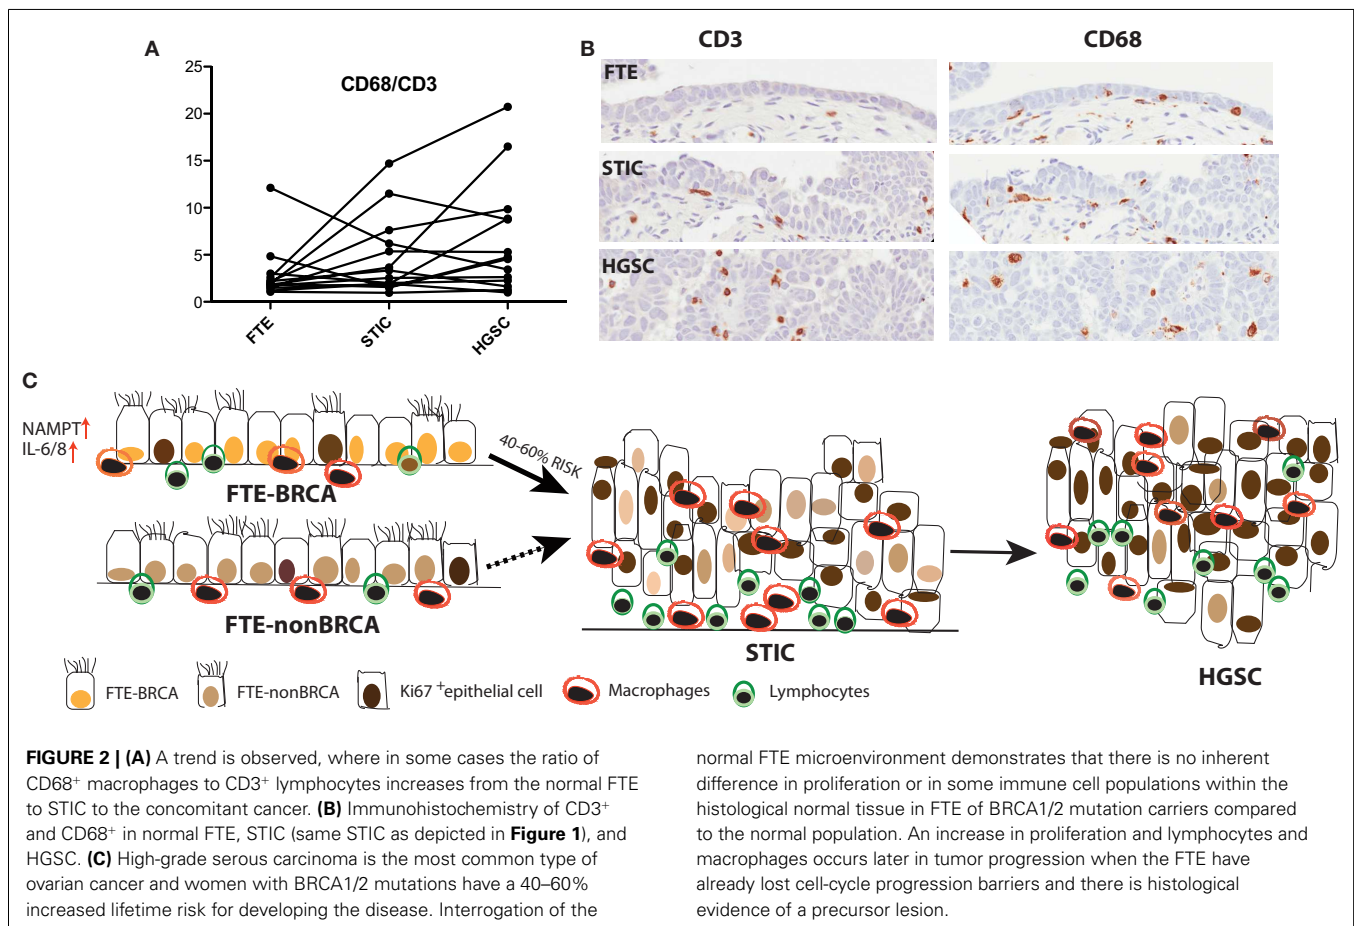 A
CD68/CD3
25
20
15
10
5
0
FTE
STIC
HGSC
B
CD3
CD68
FTE
STIC
HGSC
C
NAMPT
IL-6/8
FTE-BRCA
40-60% RISK
FTE-nonBRCA
STIC
HGSC
FTE-BRCA
FTE-nonBRCA
Ki67 +epithelial cell
Macrophages
Lymphocytes
FIGURE 2 | (A) A trend is observed, where in some cases the ratio of
CD68+ macrophages to CD3+ lymphocytes increases from the normal FTE
to STIC to the concomitant cancer. (B) Immunohistochemistry of CD3+
and CD68+ in normal FTE, STIC (same STIC as depicted in Figure 1), and
HGSC. (C) High-grade serous carcinoma is the most common type of
ovarian cancer and women with BRCA1/2 mutations have a 40–60%
increased lifetime risk for developing the disease. Interrogation of the
normal FTE microenvironment demonstrates that there is no inherent
difference in proliferation or in some immune cell populations within the
histological normal tissue in FTE of BRCA1/2 mutation carriers compared
to the normal population. An increase in proliferation and lymphocytes and
macrophages occurs later in tumor progression when the FTE have
already lost cell-cycle progression barriers and there is histological
evidence of a precursor lesion.